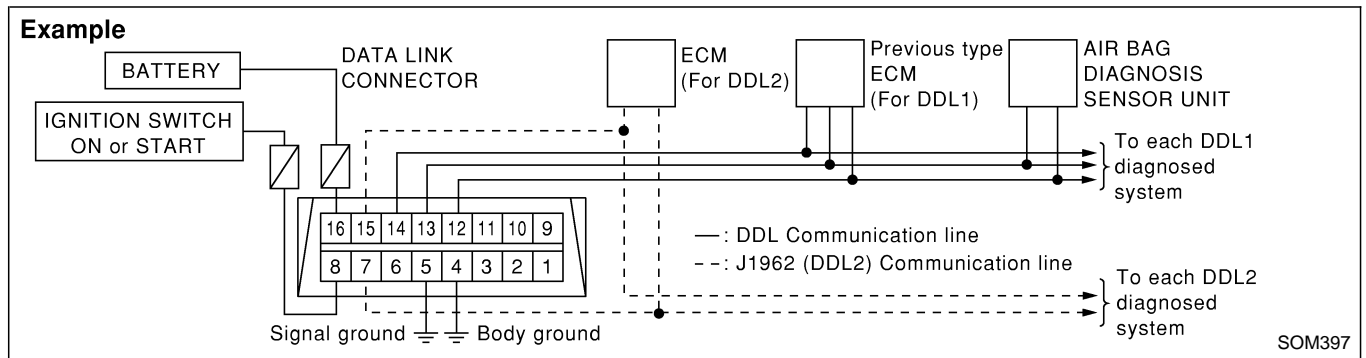 Example
BATTERY
DATA LINK
CONNECTOR
ECM
(For DDL2)
Previous type
ECM
(For DDL1)
AIR BAG
DIAGNOSIS
SENSOR UNIT
IGNITION SWITCH
ON or START
To each DDL1
diagnosed
system
16 15 14 13 12 11 10 9
8 7 6 5 4 3 2 1
— : DDL Communication line
- - : J1962 (DDL2) Communication line
To each DDL2
diagnosed
system
Signal ground
Body ground
SOM397